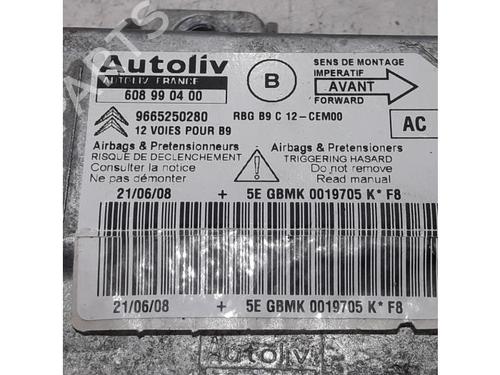 Autoliv
AUTOLIV FRANCE
608 99 04 00
B
SENS DE MONTAGE
IMPERATIF
AVANT
FORWARD
9665250280
RBG B9 C 12-CEM00
12 VOIES POUR B9
AC
Airbags & Pretensionneurs
RISQUE DE DECLENCHEMENT
Consulter la notice
Ne pas démonter
Airbags & Pretensioners
TRIGGERING HASARD
Do not remove
Read manual
21/06/08 + 5E GBMK 0019705 K* F8
21/06/08 + 5E GBMK 0019705 K* F8
Autoliv